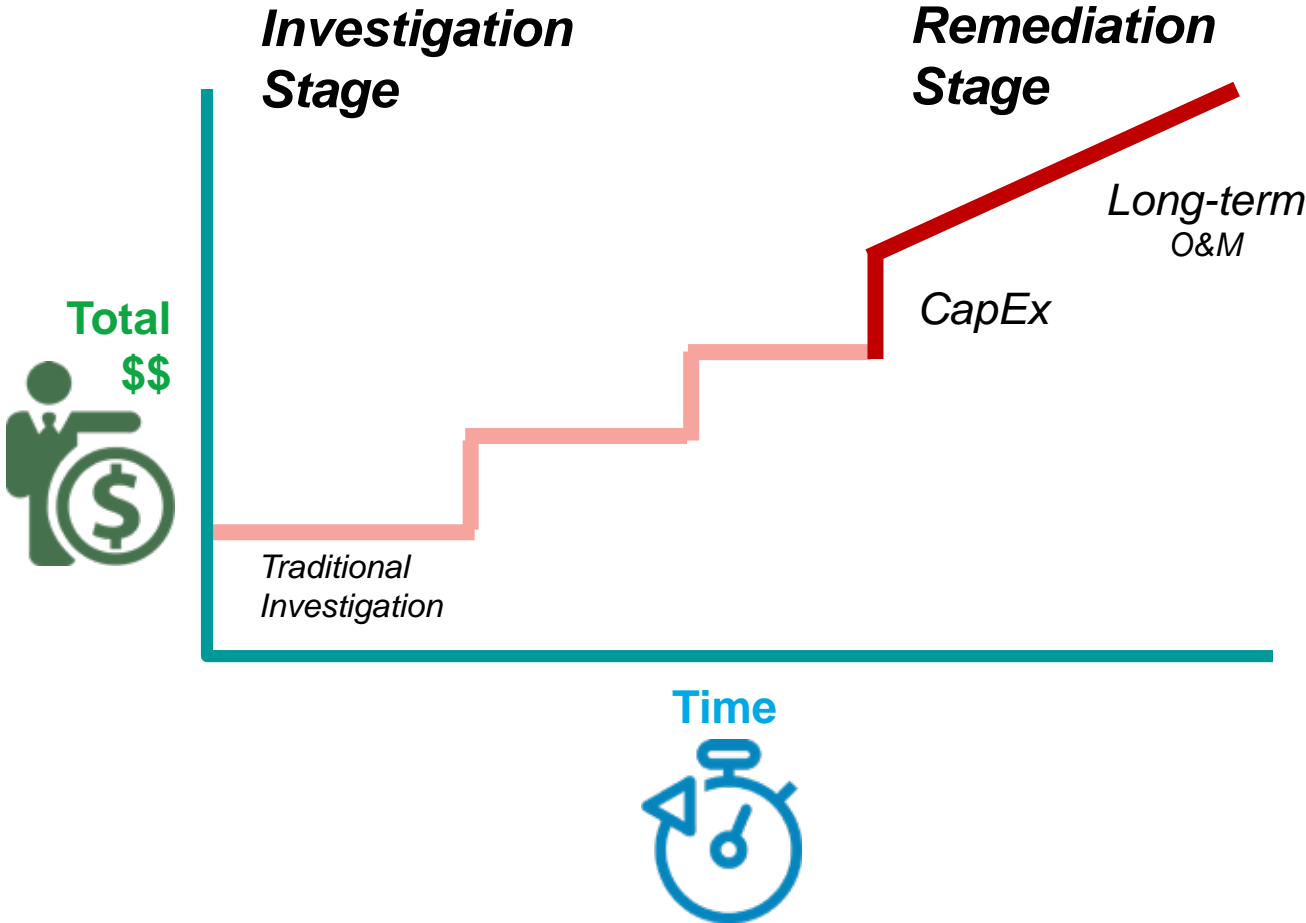 Investigation
Stage
Remediation
Stage
Long-term
O&M
CapEx
Total
$$
$
Traditional
Investigation
Time